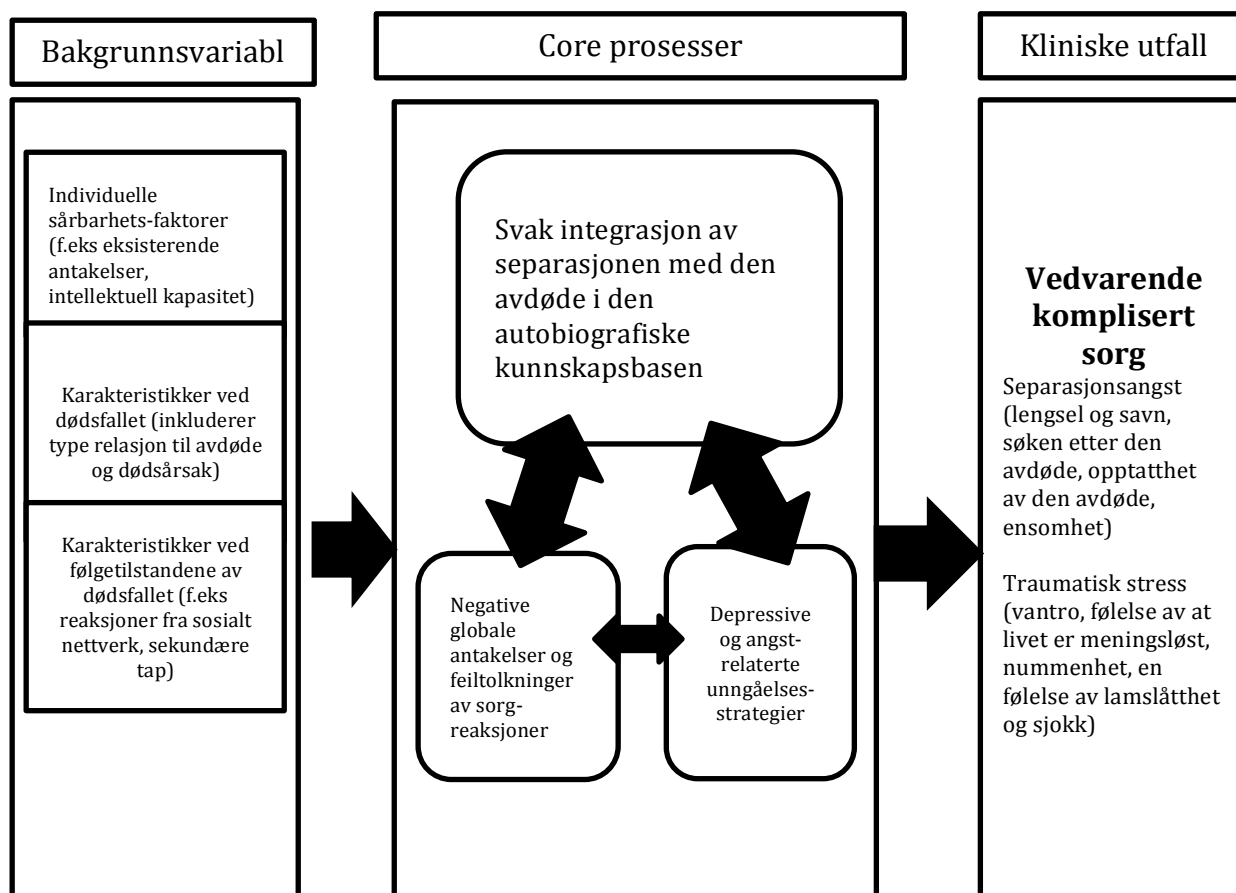 Bakgrunnsvariabl
Individuelle
sårbarhets-faktorer
(f.eks eksisterende
antakelser,
intellektuell kapasitet)
Karakteristikker ved
dødsfallet (inkluderer
type relasjon til avdøde
og dødsårsak)
Karakteristikker ved
følgetilstandene av
dødsfallet (f.eks
reaksjoner fra sosialt
nettverk, sekundære
tap)
Core prosesser
Svak integrasjon av
separasjonen med den
avdøde i den
autobiografiske
kunnskapsbasen
Negative
globale
antakelser og
feiltolkninger
av sorg-
reaksjoner
Depressive
og angst-
relaterte
unngåelses-
strategier
Kliniske utfall
Vedvarende
komplisert
sorg
Separasjonsangst
(lengsel og savn,
søken etter den
avdøde, opptatthet
av den avdøde,
ensomhet)
Traumatisk stress
(vantro, følelse av at
livet er meningsløst,
nummenhet, en
følelse av lamslåtthet
og sjokk)